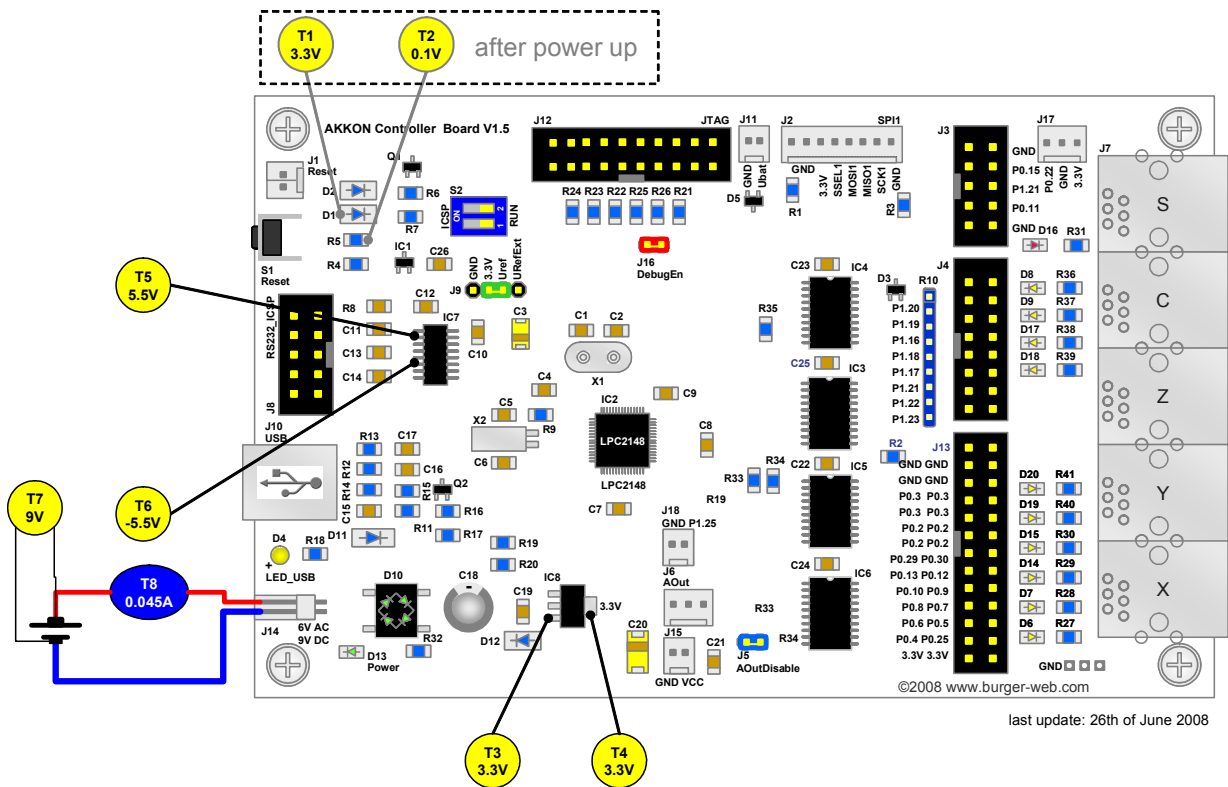 T1
3.3V
T2
0.1V
after power up
AKKON Controller Board V1.5
J12
JTAG
J11
J2
SPI1
J3
J17
J7
J1
Reset
Q1
D2
R6
S2
ICSP
ON
2
1
RUN
R24 R23 R22 R25 R26 R21
GND
Ubat
D5
GND
3.3V
SSEL1
MOSI1
MISO1
SCK1
GND
R1
R3
GND
P0.15
P1.21
P0.11
GND
P0.22
GND
3.3V
S
D1
R7
R5
R4
IC1
C26
S1
Reset
J16
DebugEn
GND
D16
R31
T5
5.5V
J9
GND
3.3V
Uref
URefExt
C23
IC4
D3
R10
J4
D8
R36
D9
R37
D17
R38
D18
R39
C
RS232_ICSP
J8
R8
C11
C13
C14
C12
IC7
C10
C3
C1
C2
X1
R35
P1.20
P1.19
P1.16
P1.18
P1.17
P1.21
P1.22
P1.23
C25
IC3
Z
C4
C5
X2
R9
C6
IC2
LPC2148
LPC2148
C9
C8
J10
USB
R13
C17
R12
C16
R14
R15
C15
Q2
R16
R11
R17
D11
C7
R33
R34
R19
C22
IC5
R2
J13
GND GND
GND GND
P0.3 P0.3
P0.3 P0.3
P0.2 P0.2
P0.2 P0.2
P0.29 P0.30
P0.13 P0.12
P0.10 P0.9
P0.8 P0.7
P0.6 P0.5
P0.4 P0.25
3.3V 3.3V
D20
R41
D19
R40
D15
R30
D14
R29
D7
R28
D6
R27
Y
X
T7
9V
T6
-5.5V
D4
+
LED_USB
R18
R19
R20
J18
GND P1.25
T8
0.045A
J14
6V AC
9V DC
D10
C18
C19
IC8
3.3V
D12
D13
Power
R32
J6
AOut
C20
J15
GND VCC
C21
R33
R34
J5
AOutDisable
C24
IC6
GND
©2008 www.burger-web.com
last update: 26th of June 2008
T3
3.3V
T4
3.3V